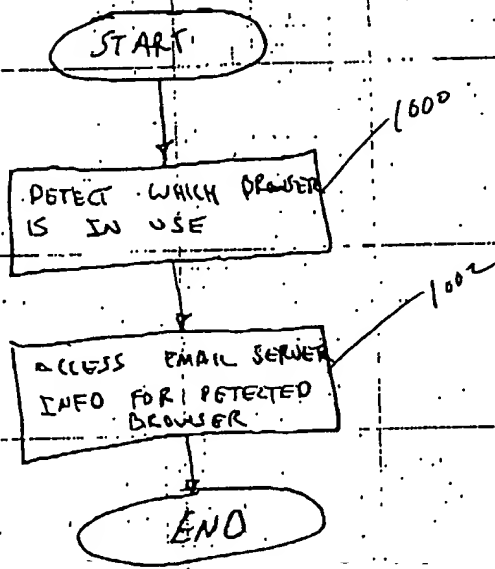 START
1000
DETECT WHICH BROWSER
IS IN USE
1002
ACCESS EMAIL SERVER
INFO FOR DETECTED
BROWSER
END